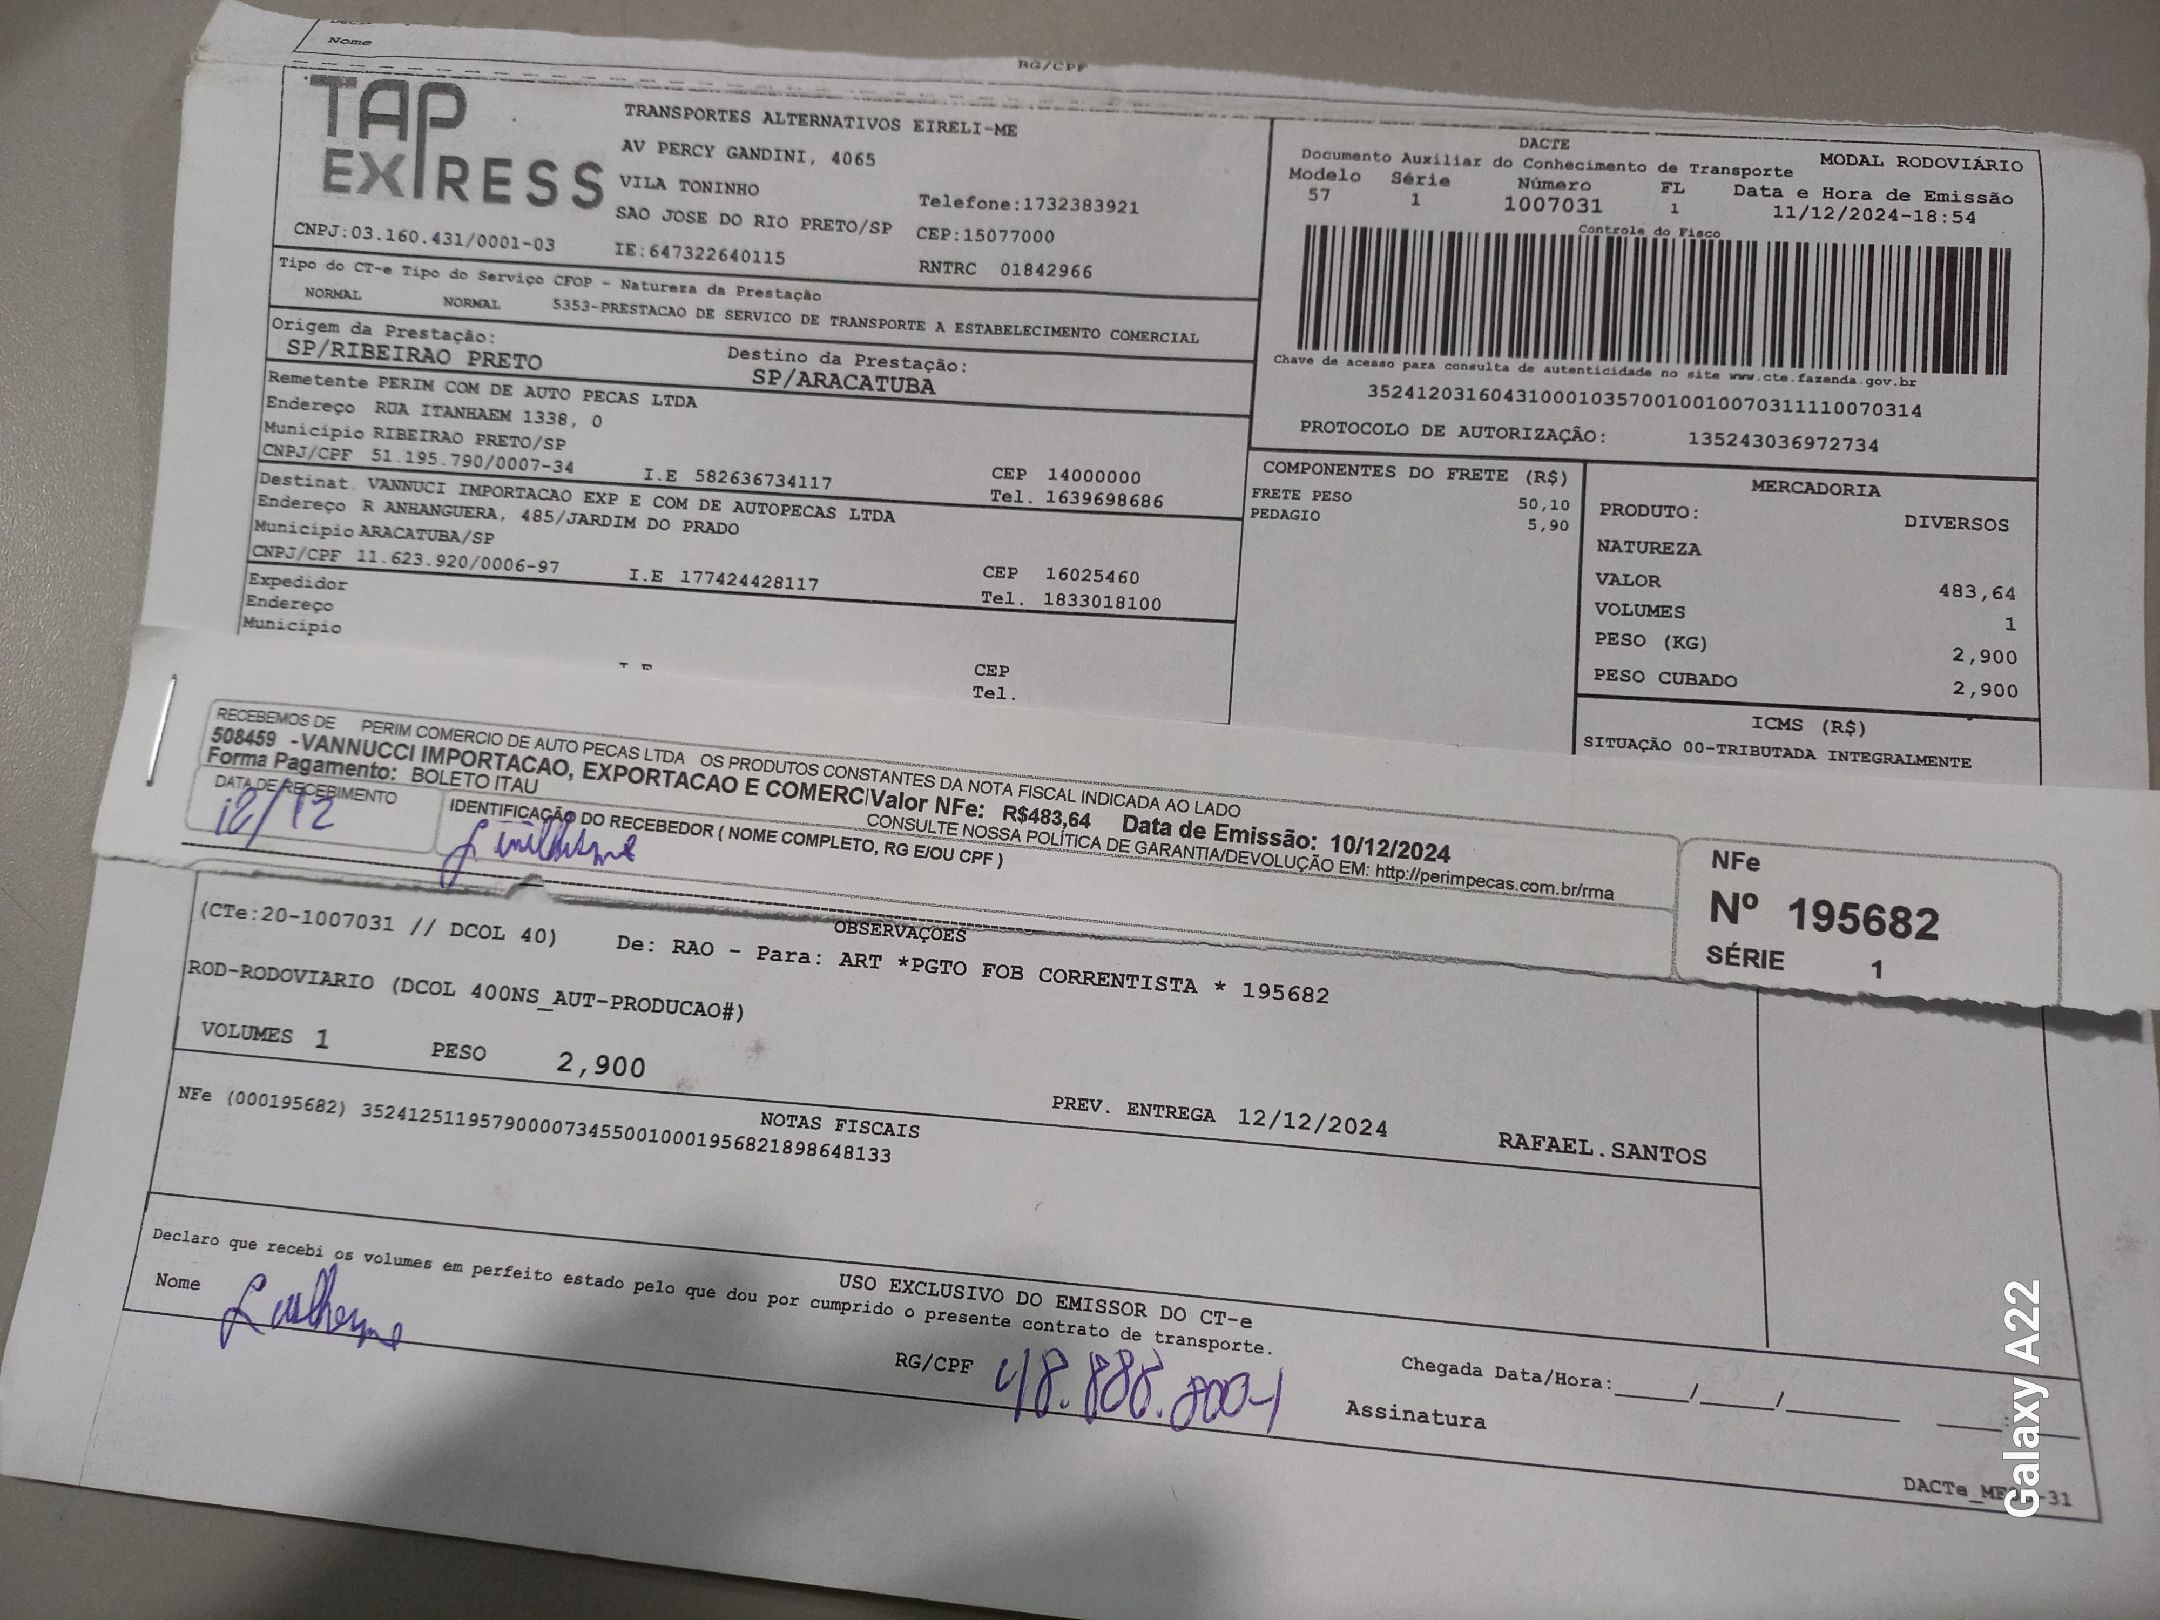 Nome
RG/CPF
TAP EXPRESS
TRANSPORTES ALTERNATIVOS EIRELI-ME
AV PERCY GANDINI, 4065
VILA TONINHO
Telefone:1732383921
SAO JOSE DO RIO PRETO/SP CEP:15077000
CNPJ:03.160.431/0001-03 IE:647322640115 RNTRC 01842966
DACTE
Documento Auxiliar do Conhecimento de Transporte MODAL RODOVIÁRIO
Modelo Série Número FL Data e Hora de Emissão
57 1 1007031 1 11/12/2024-18:54
Controle do Fisco
Chave de acesso para consulta de autenticidade no site www.cte.fazenda.gov.br
35241203160431000103570010010070311110070314
PROTOCOLO DE AUTORIZAÇÃO: 135243036972734
Tipo do CT-e Tipo do Serviço CFOP - Natureza da Prestação
NORMAL NORMAL 5353-PRESTACAO DE SERVICO DE TRANSPORTE A ESTABELECIMENTO COMERCIAL
Origem da Prestação: Destino da Prestação:
SP/RIBEIRAO PRETO SP/ARACATUBA
Remetente PERIM COM DE AUTO PECAS LTDA
Endereço RUA ITANHAEM 1338, 0
Município RIBEIRAO PRETO/SP CEP 14000000
CNPJ/CPF 51.195.790/0007-34 I.E 582636734117 Tel. 1639698686
Destinat. VANNUCI IMPORTACAO EXP E COM DE AUTOPECAS LTDA
Endereço R ANHANGUERA, 485/JARDIM DO PRADO
Município ARACATUBA/SP CEP 16025460
CNPJ/CPF 11.623.920/0006-97 I.E 177424428117 Tel. 1833018100
Expedidor
Endereço
Município
CEP
Tel.
COMPONENTES DO FRETE (R$)
FRETE PESO 50,10
PEDAGIO 5,90
MERCADORIA
PRODUTO: DIVERSOS
NATUREZA
VALOR 483,64
VOLUMES 1
PESO (KG) 2,900
PESO CUBADO 2,900
ICMS (R$)
SITUAÇÃO 00-TRIBUTADA INTEGRALMENTE
RECEBEMOS DE PERIM COMERCIO DE AUTO PECAS LTDA OS PRODUTOS CONSTANTES DA NOTA FISCAL INDICADA AO LADO
508459 -VANNUCCI IMPORTACAO, EXPORTACAO E COMERC Valor NFe: R$483,64 Data de Emissão: 10/12/2024
Forma Pagamento: BOLETO ITAU CONSULTE NOSSA POLÍTICA DE GARANTIA/DEVOLUÇÃO EM: http://perimpecas.com.br/rma
DATA DE RECEBIMENTO IDENTIFICAÇÃO DO RECEBEDOR ( NOME COMPLETO, RG E/OU CPF )
12/12 Guilherme
NFe
Nº 195682
SÉRIE 1
OBSERVAÇOES
(CTe:20-1007031 // DCOL 40) De: RAO - Para: ART *PGTO FOB CORRENTISTA * 195682
ROD-RODOVIARIO (DCOL 400NS_AUT-PRODUCAO#)
VOLUMES 1 PESO 2,900 PREV. ENTREGA 12/12/2024 RAFAEL.SANTOS
NOTAS FISCAIS
NFe (000195682) 35241251195790000734550010001956821898648133
USO EXCLUSIVO DO EMISSOR DO CT-e
Declaro que recebi os volumes em perfeito estado pelo que dou por cumprido o presente contrato de transporte.
Nome Guilherme RG/CPF 48.888.800-1 Chegada Data/Hora:____/____/______ ____:____
Assinatura
Galaxy A22